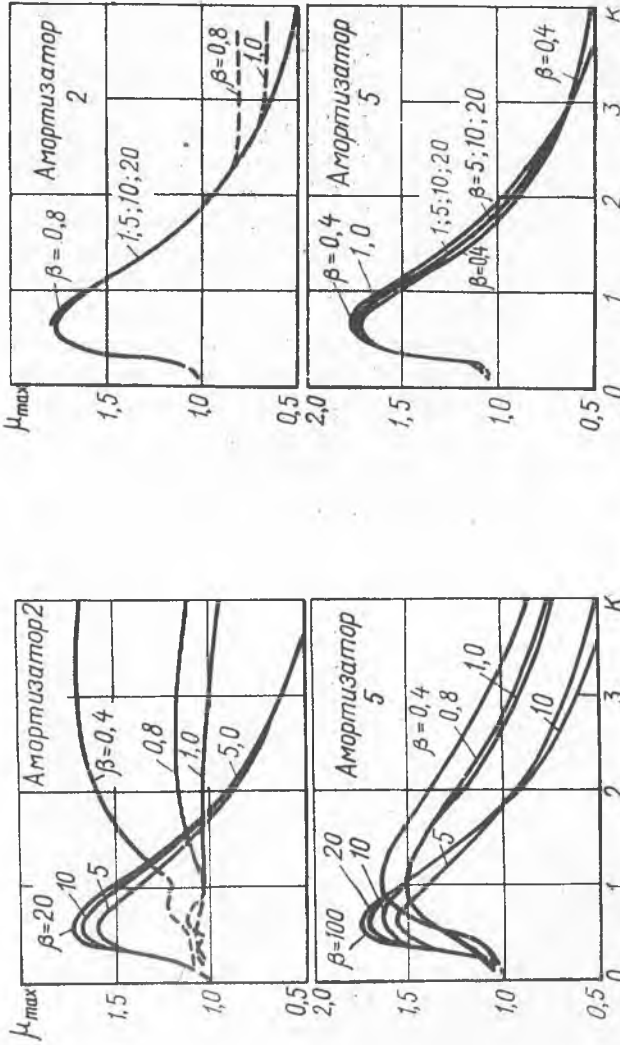 μmax
Амортизатор 2
β=20
10
5
β=0,4
0,8
1,0
5,0
1,5
1,0
0,5
Амортизатор
5
2,0
1,5
1,0
0,5
β=100
20
10
5
β=0,4
0,8
1,0
10
0
1
2
3
К
μmax
Амортизатор
2
β=0,8
1;5;10;20
β=0,8
1,0
1,5
1,0
0,5
Амортизатор
5
2,0
1,5
1,0
0,5
β=0,4
1,0
1;5;10;20
β=5;10;20
β=0,4
β=0,4
0
1
2
3
К